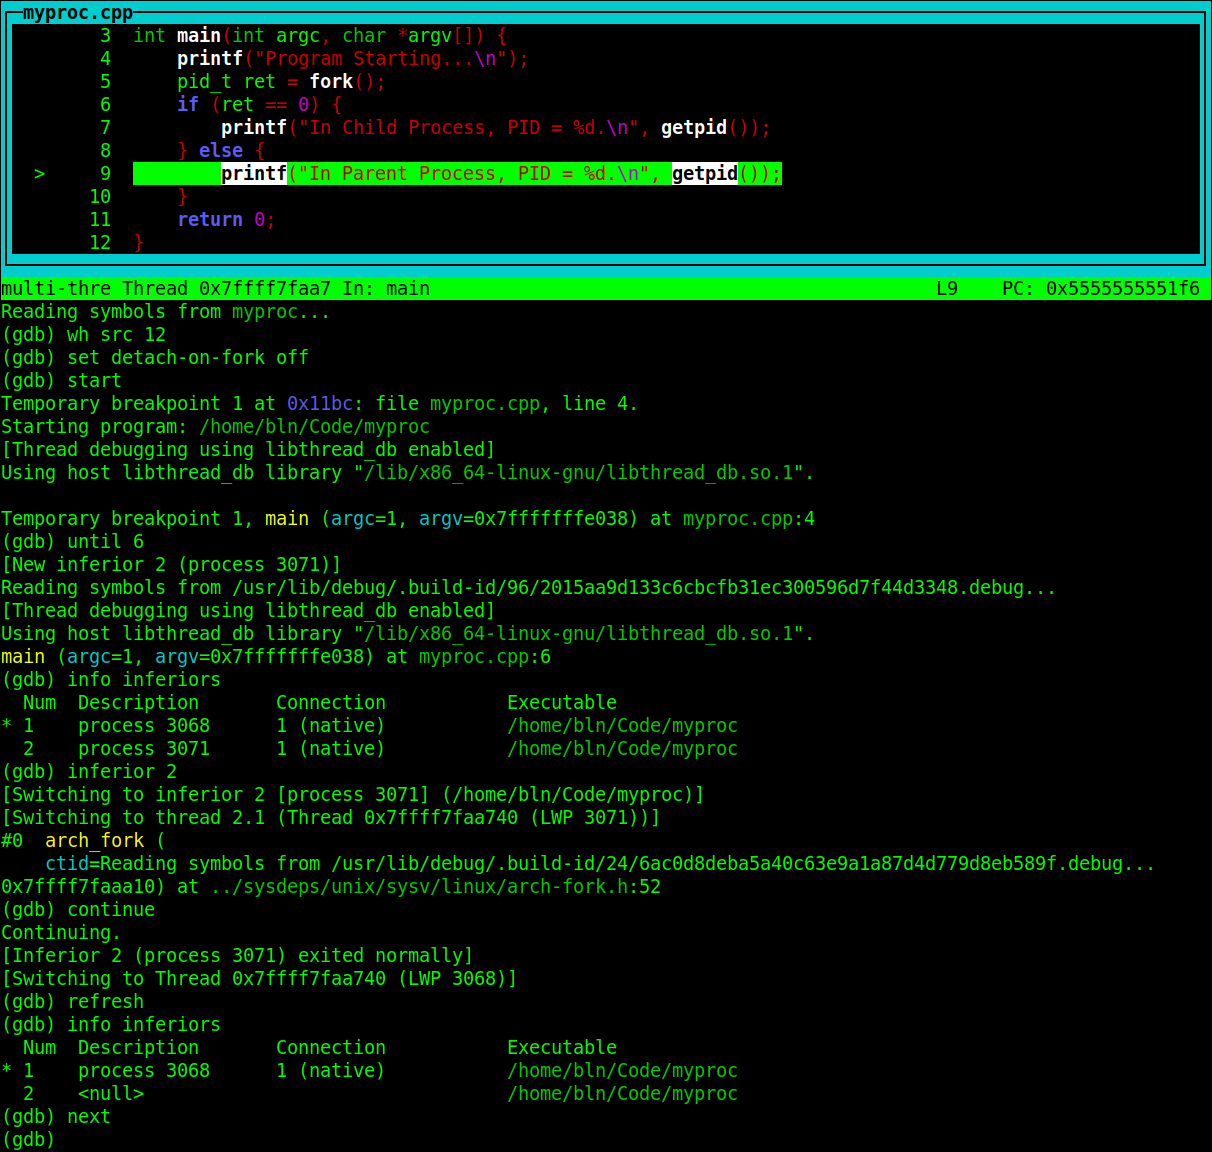 myproc.cpp
3 int main(int argc, char *argv[]) {
4 printf("Program Starting...\n");
5 pid_t ret = fork();
6 if (ret == 0) {
7 printf("In Child Process, PID = %d.\n", getpid());
8 } else {
> 9 printf("In Parent Process, PID = %d.\n", getpid());
10 }
11 return 0;
12 }
multi-thre Thread 0x7ffff7faa7 In: main L9 PC: 0x5555555551f6
Reading symbols from myproc...
(gdb) wh src 12
(gdb) set detach-on-fork off
(gdb) start
Temporary breakpoint 1 at 0x11bc: file myproc.cpp, line 4.
Starting program: /home/bln/Code/myproc
[Thread debugging using libthread_db enabled]
Using host libthread_db library "/lib/x86_64-linux-gnu/libthread_db.so.1".
Temporary breakpoint 1, main (argc=1, argv=0x7fffffffe038) at myproc.cpp:4
(gdb) until 6
[New inferior 2 (process 3071)]
Reading symbols from /usr/lib/debug/.build-id/96/2015aa9d133c6cbcfb31ec300596d7f44d3348.debug...
[Thread debugging using libthread_db enabled]
Using host libthread_db library "/lib/x86_64-linux-gnu/libthread_db.so.1".
main (argc=1, argv=0x7fffffffe038) at myproc.cpp:6
(gdb) info inferiors
Num Description Connection Executable
* 1 process 3068 1 (native) /home/bln/Code/myproc
2 process 3071 1 (native) /home/bln/Code/myproc
(gdb) inferior 2
[Switching to inferior 2 [process 3071] (/home/bln/Code/myproc)]
[Switching to thread 2.1 (Thread 0x7ffff7faa740 (LWP 3071))]
#0 arch_fork (
ctid=Reading symbols from /usr/lib/debug/.build-id/24/6ac0d8deba5a40c63e9a1a87d4d779d8eb589f.debug...
0x7ffff7faaa10) at ../sysdeps/unix/sysv/linux/arch-fork.h:52
(gdb) continue
Continuing.
[Inferior 2 (process 3071) exited normally]
[Switching to Thread 0x7ffff7faa740 (LWP 3068)]
(gdb) refresh
(gdb) info inferiors
Num Description Connection Executable
* 1 process 3068 1 (native) /home/bln/Code/myproc
2 <null> /home/bln/Code/myproc
(gdb) next
(gdb)